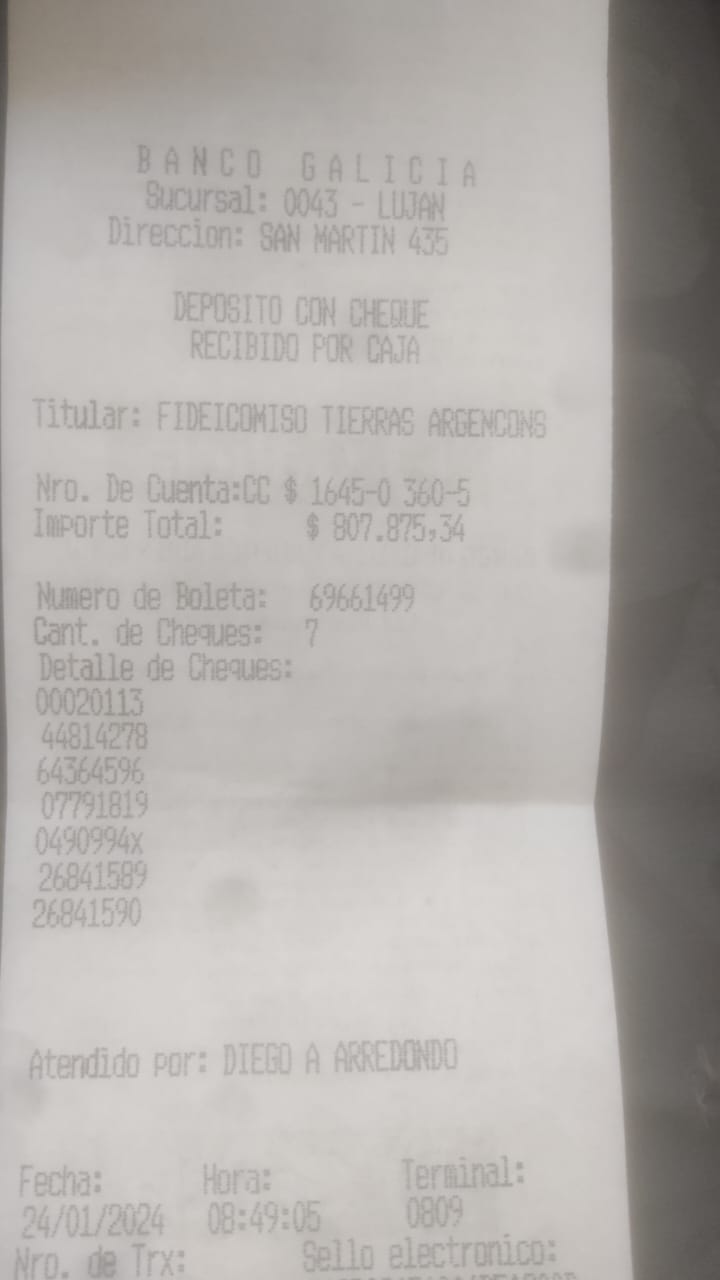 BANCO GALICIA
Sucursal: 0043 - LUJAN
Direccion: SAN MARTIN 435
DEPOSITO CON CHEQUE
RECIBIDO POR CAJA
Titular: FIDEICOMISO TIERRAS ARGENCONS
Nro. De Cuenta:CC $ 1645-0 360-5
Importe Total: $ 807.875,34
Numero de Boleta: 69661499
Cant. de Cheques: 7
Detalle de Cheques:
00020113
44814278
64364596
07791819
0490994x
26841589
26841590
Atendido por: DIEGO A ARREDONDO
Fecha: Hora: Terminal:
24/01/2024 08:49:05 0809
Nro. de Trx: Sello electronico: